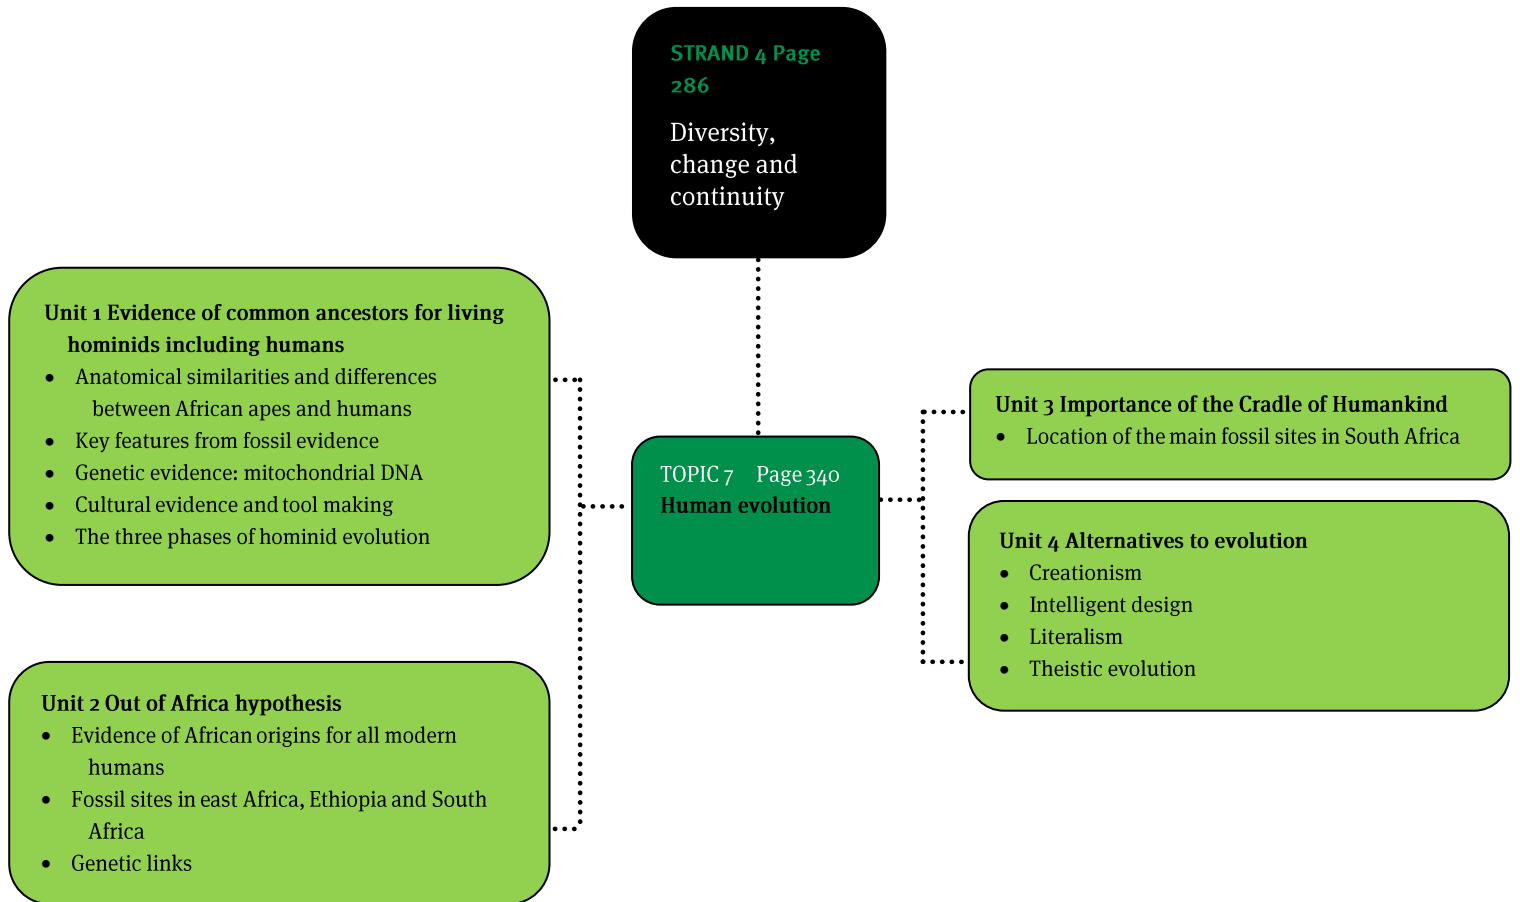 STRAND 4 Page
286
Diversity,
change and
continuity
Unit 1 Evidence of common ancestors for living
hominids including humans
• Anatomical similarities and differences
between African apes and humans
• Key features from fossil evidence
• Genetic evidence: mitochondrial DNA
• Cultural evidence and tool making
• The three phases of hominid evolution
Unit 2 Out of Africa hypothesis
• Evidence of African origins for all modern
humans
• Fossil sites in east Africa, Ethiopia and South
Africa
• Genetic links
TOPIC 7 Page 340
Human evolution
Unit 3 Importance of the Cradle of Humankind
• Location of the main fossil sites in South Africa
Unit 4 Alternatives to evolution
• Creationism
• Intelligent design
• Literalism
• Theistic evolution